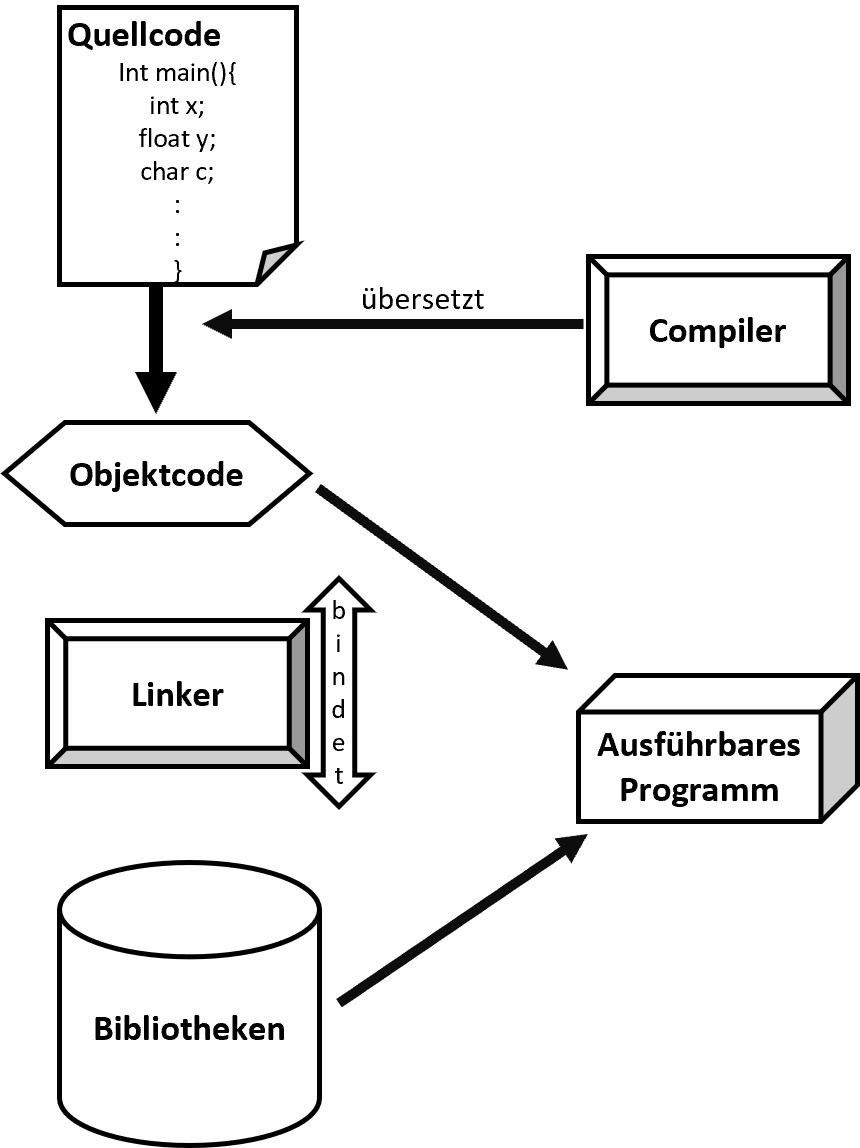 Quellcode
Int main(){
int x;
float y;
char c;
:
:
}
übersetzt
Compiler
Objektcode
bindet
Linker
Ausführbares
Programm
Bibliotheken